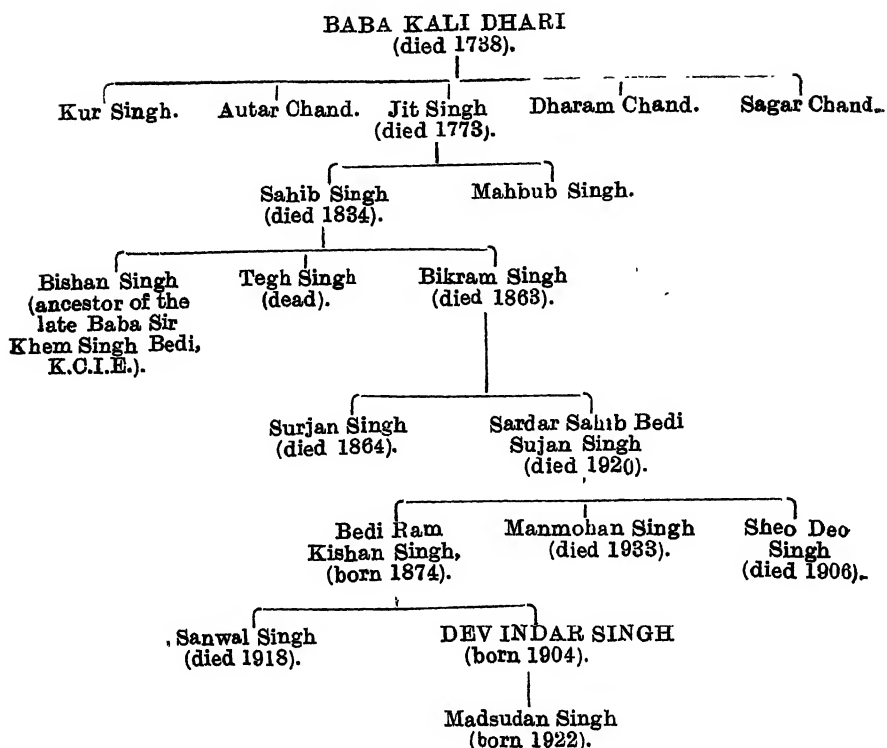 BABA KALI DHARI
(died 1738).
Kur Singh. Autar Chand. Jit Singh Dharam Chand. Sagar Chand.
(died 1773).
Sahib Singh Mahbub Singh.
(died 1834).
Bishan Singh Tegh Singh Bikram Singh
(ancestor of the (dead). (died 1863).
late Baba Sir
Khem Singh Bedi,
K.C.I.E.).
Surjan Singh Sardar Sahib Bedi
(died 1864). Sujan Singh
(died 1920).
Bedi Ram Manmohan Singh Sheo Deo
Kishan Singh, (died 1933). Singh
(born 1874). (died 1906).
Sanwal Singh DEV INDAR SINGH
(died 1918). (born 1904).
Madsudan Singh
(born 1922).